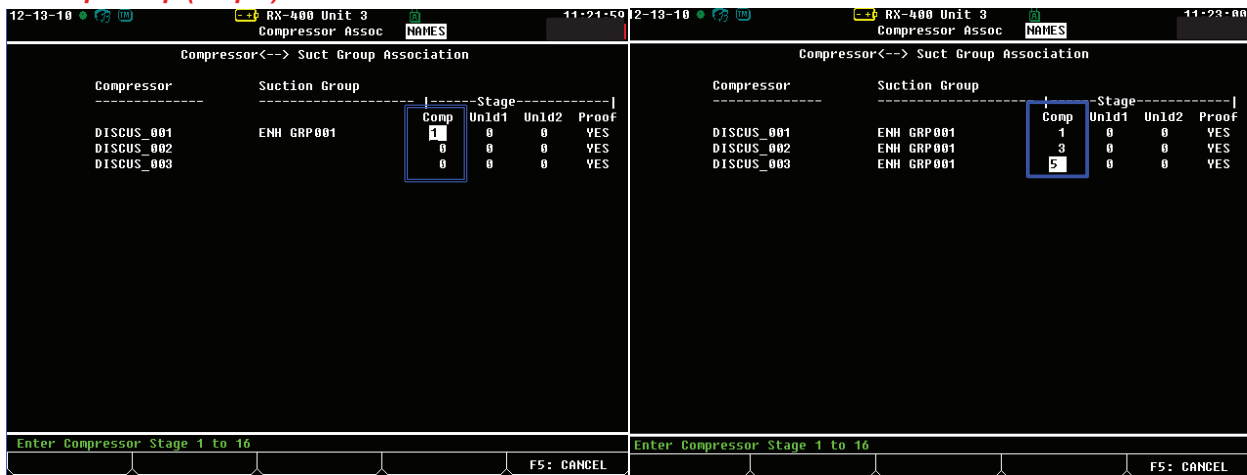 12-13-10 RX-400 Unit 3 11:21:59
Compressor Assoc NAMES
Compressor<--> Suct Group Association
Compressor Suction Group
-------------- -------------------- |------Stage-------------|
Comp Unld1 Unld2 Proof
DISCUS_001 ENH GRP001 1 0 0 YES
DISCUS_002 0 0 0 YES
DISCUS_003 0 0 0 YES
Enter Compressor Stage 1 to 16
F5: CANCEL
12-13-10 RX-400 Unit 3 11:23:00
Compressor Assoc NAMES
Compressor<--> Suct Group Association
Compressor Suction Group
-------------- -------------------- |------Stage-------------|
Comp Unld1 Unld2 Proof
DISCUS_001 ENH GRP001 1 0 0 YES
DISCUS_002 ENH GRP001 3 0 0 YES
DISCUS_003 ENH GRP001 5 0 0 YES
Enter Compressor Stage 1 to 16
F5: CANCEL